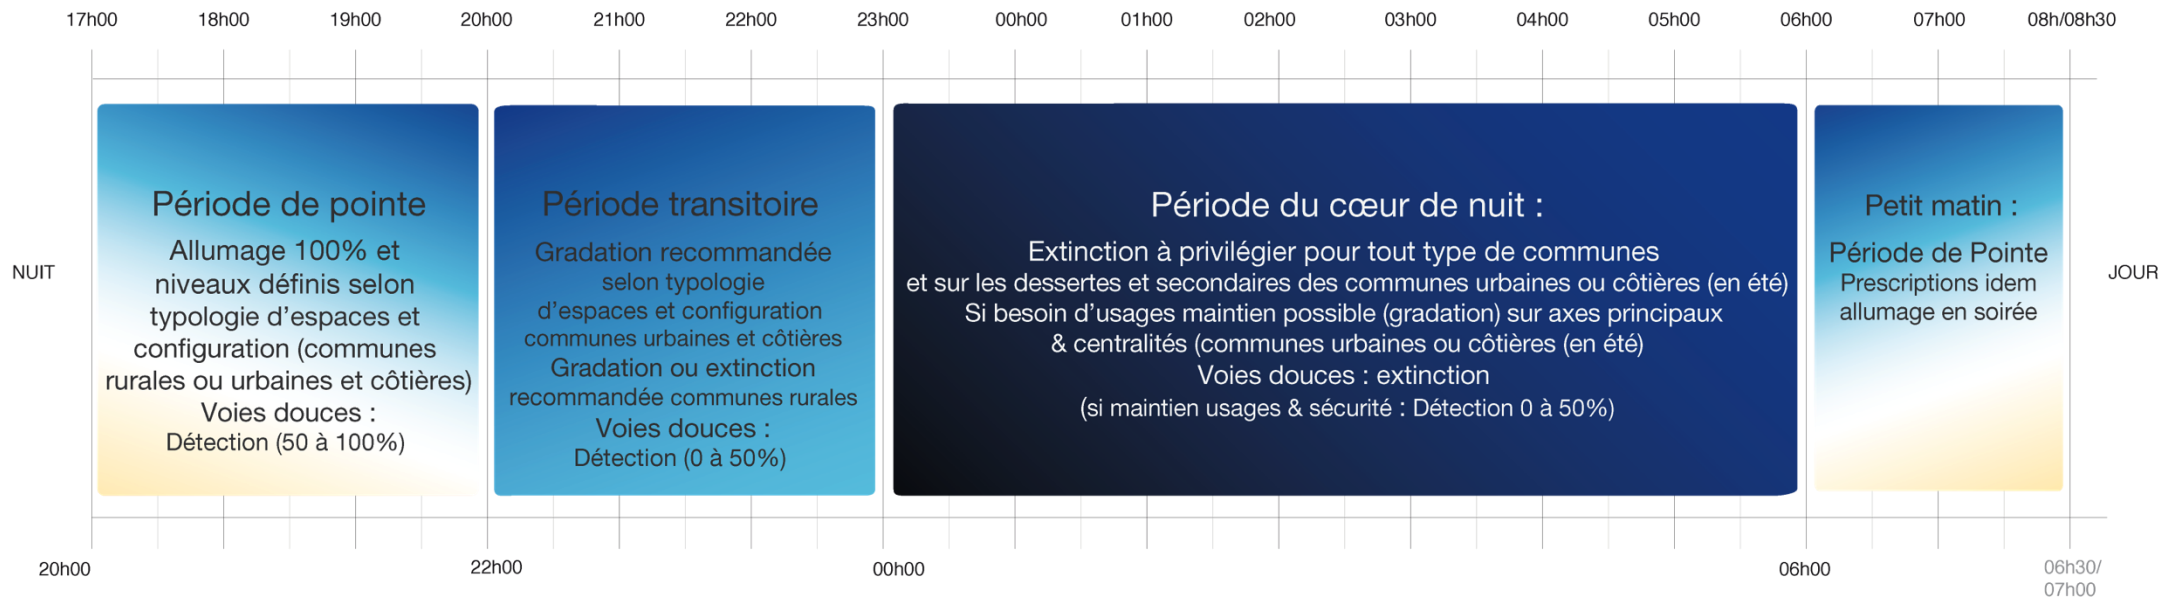 17h00 18h00 19h00 20h00 21h00 22h00 23h00 00h00 01h00 02h00 03h00 04h00 05h00 06h00 07h00 08h/08h30
NUIT
Période de pointe
Allumage 100% et
niveaux définis selon
typologie d'espaces et
configuration (communes
rurales ou urbaines et côtières)
Voies douces :
Détection (50 à 100%)
Période transitoire
Gradation recommandée
selon typologie
d'espaces et configuration
communes urbaines et côtières
Gradation ou extinction
recommandée communes rurales
Voies douces :
Détection (0 à 50%)
Période du cœur de nuit :
Extinction à privilégier pour tout type de communes
et sur les dessertes et secondaires des communes urbaines ou côtières (en été)
Si besoin d'usages maintien possible (gradation) sur axes principaux
& centralités (communes urbaines ou côtières (en été)
Voies douces : extinction
(si maintien usages & sécurité : Détection 0 à 50%)
Petit matin :
Période de Pointe
Prescriptions idem
allumage en soirée
JOUR
20h00 22h00 00h00 06h00 06h30/
07h00